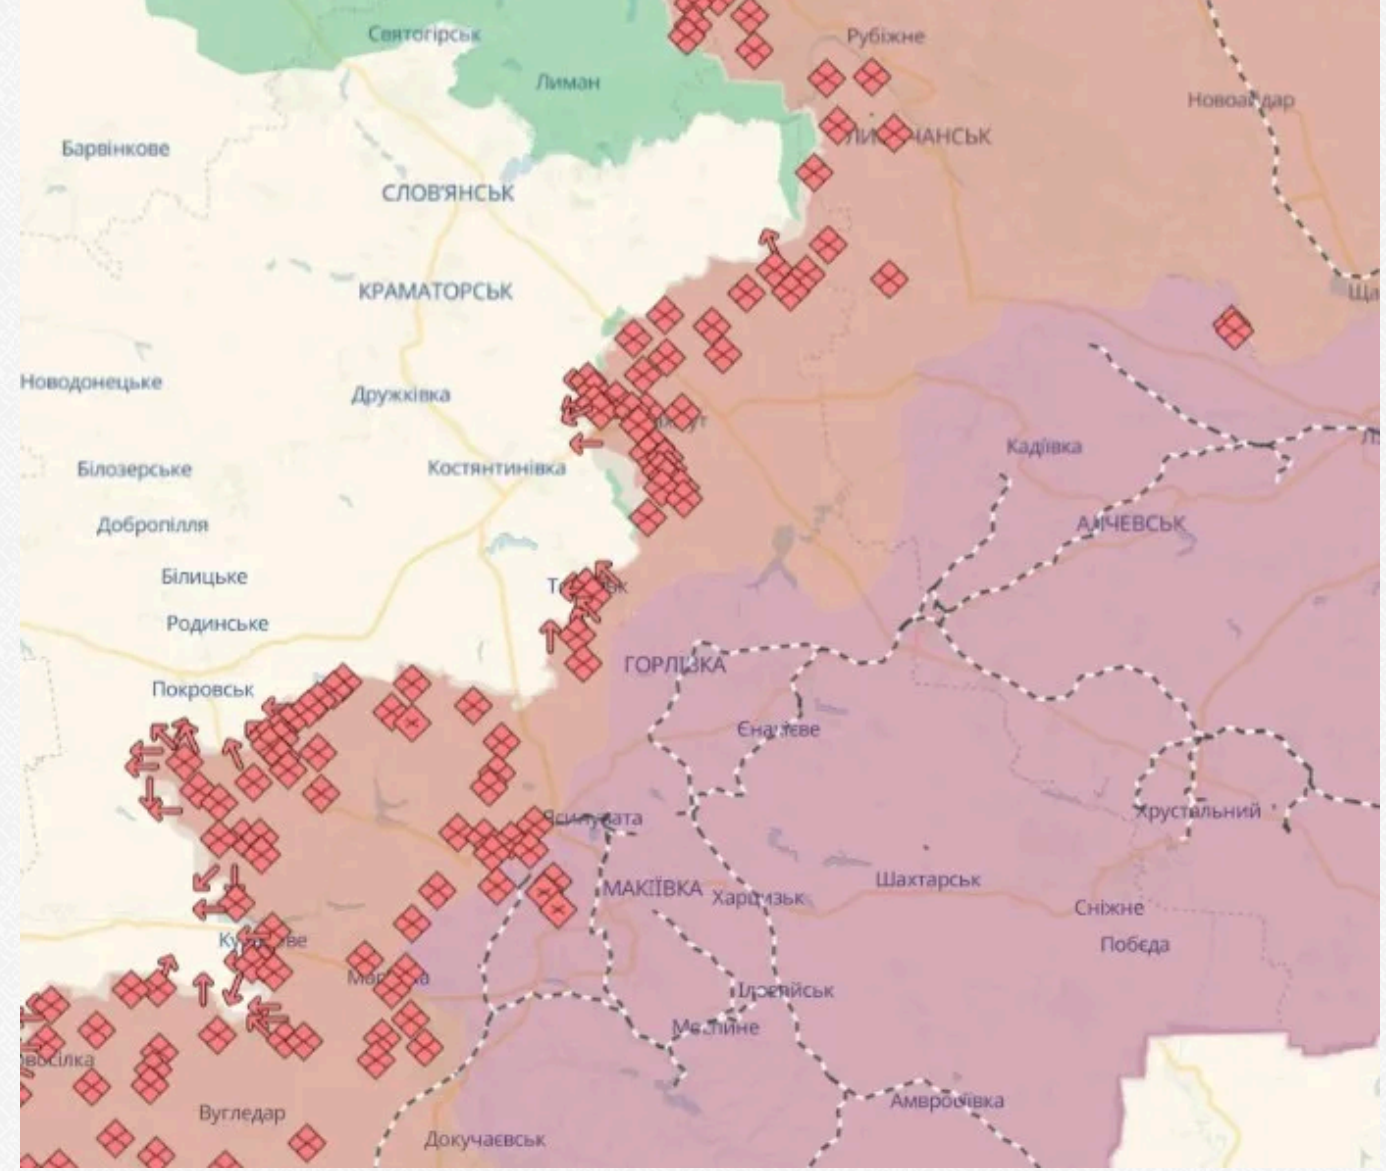 Святогірськ
Рубіжне
Лиман
Новоайдар
Барвінкове
СЛОВ'ЯНСЬК
КРАМАТОРСЬК
Новодонецьке
Дружківка
Кадіївка
Білозерське
Костянтинівка
Добропілля
АЛЧЕВСЬК
Білицьке
Родинське
ГОРЛІВКА
Покровськ
Єнакієве
Хрустальний
Ясинувата
МАКІЇВКА
Харцизьк
Шахтарськ
Сніжне
Побєда
Іловайськ
Моспине
Вугледар
Амвросіївка
Докучаєвськ